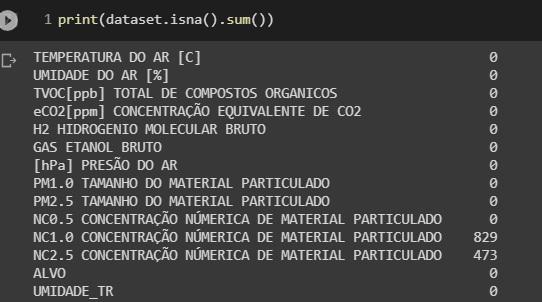 1 print(dataset.isna().sum())
TEMPERATURA DO AR [C] 0
UMIDADE DO AR [%] 0
TVOC[ppb] TOTAL DE COMPOSTOS ORGANICOS 0
eCO2[ppm] CONCENTRAÇÃO EQUIVALENTE DE CO2 0
H2 HIDROGENIO MOLECULAR BRUTO 0
GAS ETANOL BRUTO 0
[hPa] PRESÃO DO AR 0
PM1.0 TAMANHO DO MATERIAL PARTICULADO 0
PM2.5 TAMANHO DO MATERIAL PARTICULADO 0
NC0.5 CONCENTRAÇÃO NÚMERICA DE MATERIAL PARTICULADO 0
NC1.0 CONCENTRAÇÃO NÚMERICA DE MATERIAL PARTICULADO 829
NC2.5 CONCENTRAÇÃO NÚMERICA DE MATERIAL PARTICULADO 473
ALVO 0
UMIDADE_TR 0